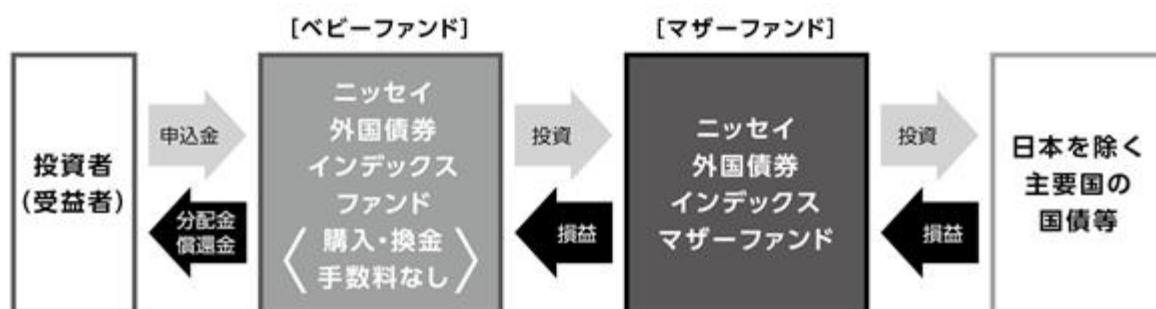 [ベビーファンド]
[マザーファンド]
投資者
(受益者)
申込金
分配金
償還金
ニッセイ
外国債券
インデックス
ファンド
〈購入・換金
手数料なし〉
投資
損益
ニッセイ
外国債券
インデックス
マザーファンド
投資
損益
日本を除く
主要国の
国債等